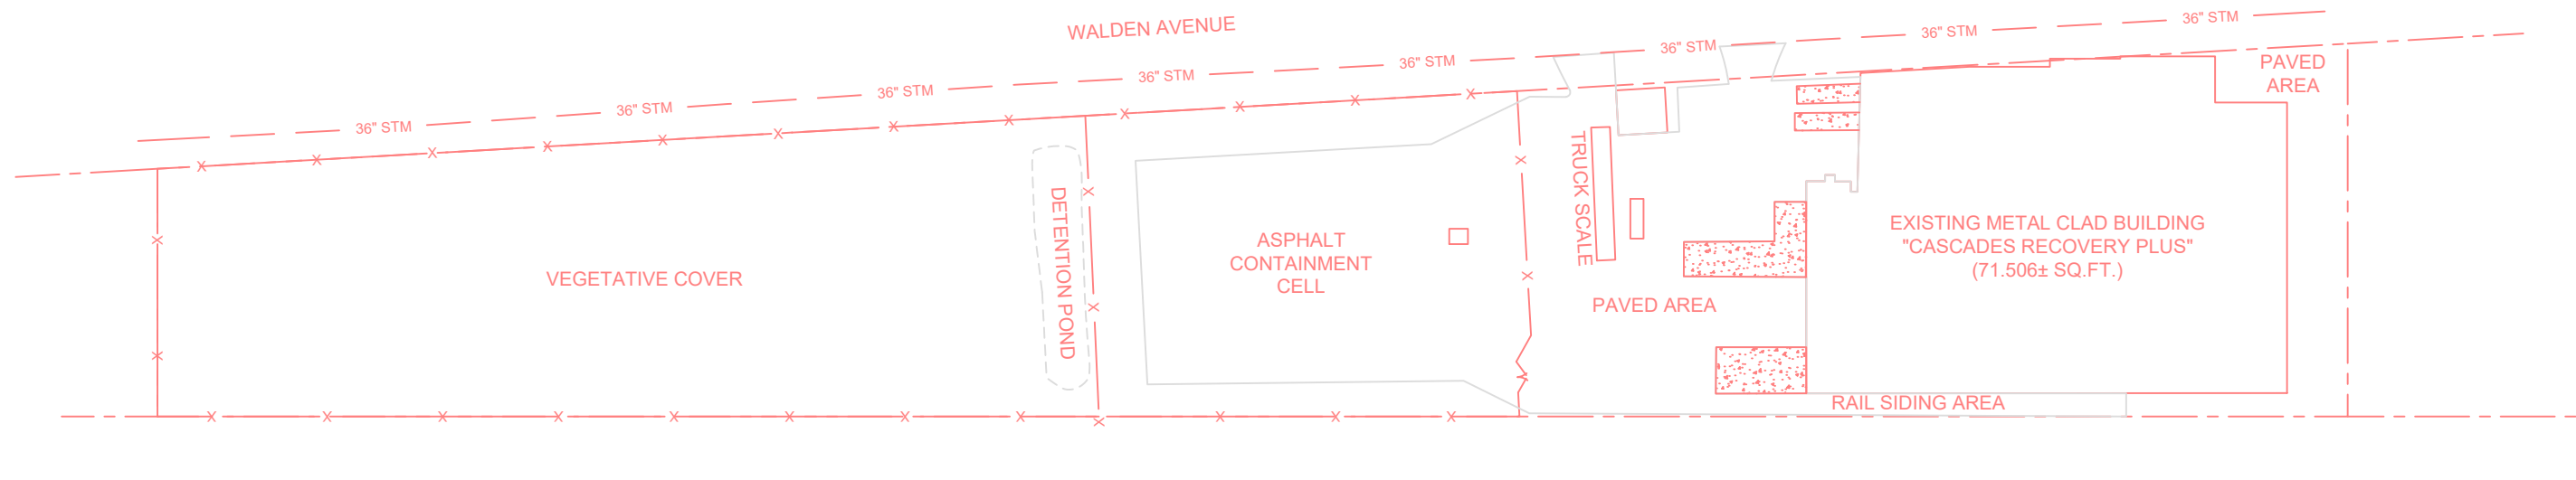 WALDEN AVENUE
36" STM
36" STM
36" STM
36" STM
36" STM
36" STM
36" STM
36" STM
PAVED
AREA
VEGETATIVE COVER
DETENTION POND
ASPHALT
CONTAINMENT
CELL
TRUCK SCALE
PAVED AREA
EXISTING METAL CLAD BUILDING
"CASCADES RECOVERY PLUS"
(71.506± SQ.FT.)
RAIL SIDING AREA